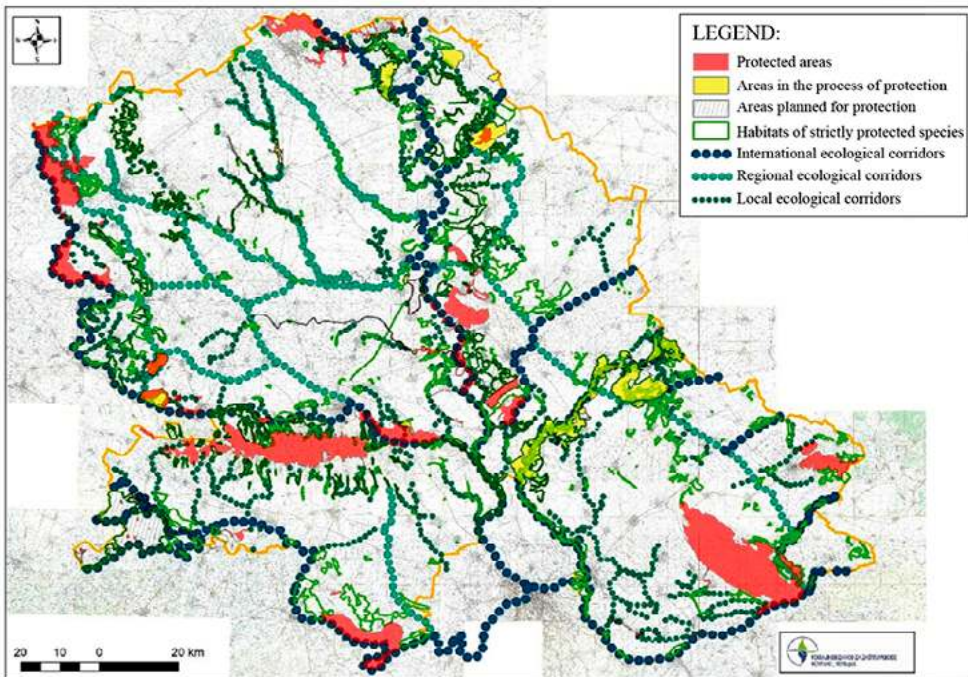 N
S
LEGEND:
Protected areas
Areas in the process of protection
Areas planned for protection
Habitats of strictly protected species
International ecological corridors
Regional ecological corridors
Local ecological corridors
20 10 0 20 km